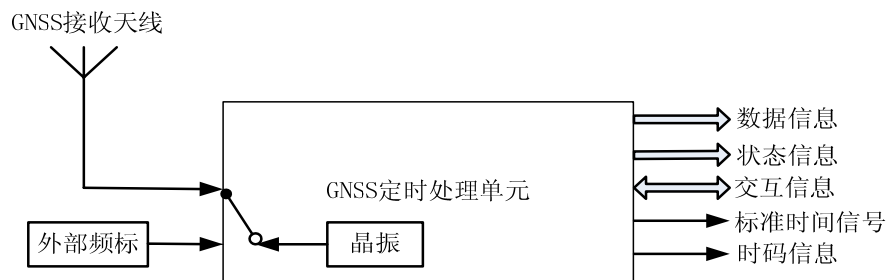 GNSS接收天线
数据信息
状态信息
GNSS定时处理单元
交互信息
标准时间信号
外部频标
晶振
时码信息